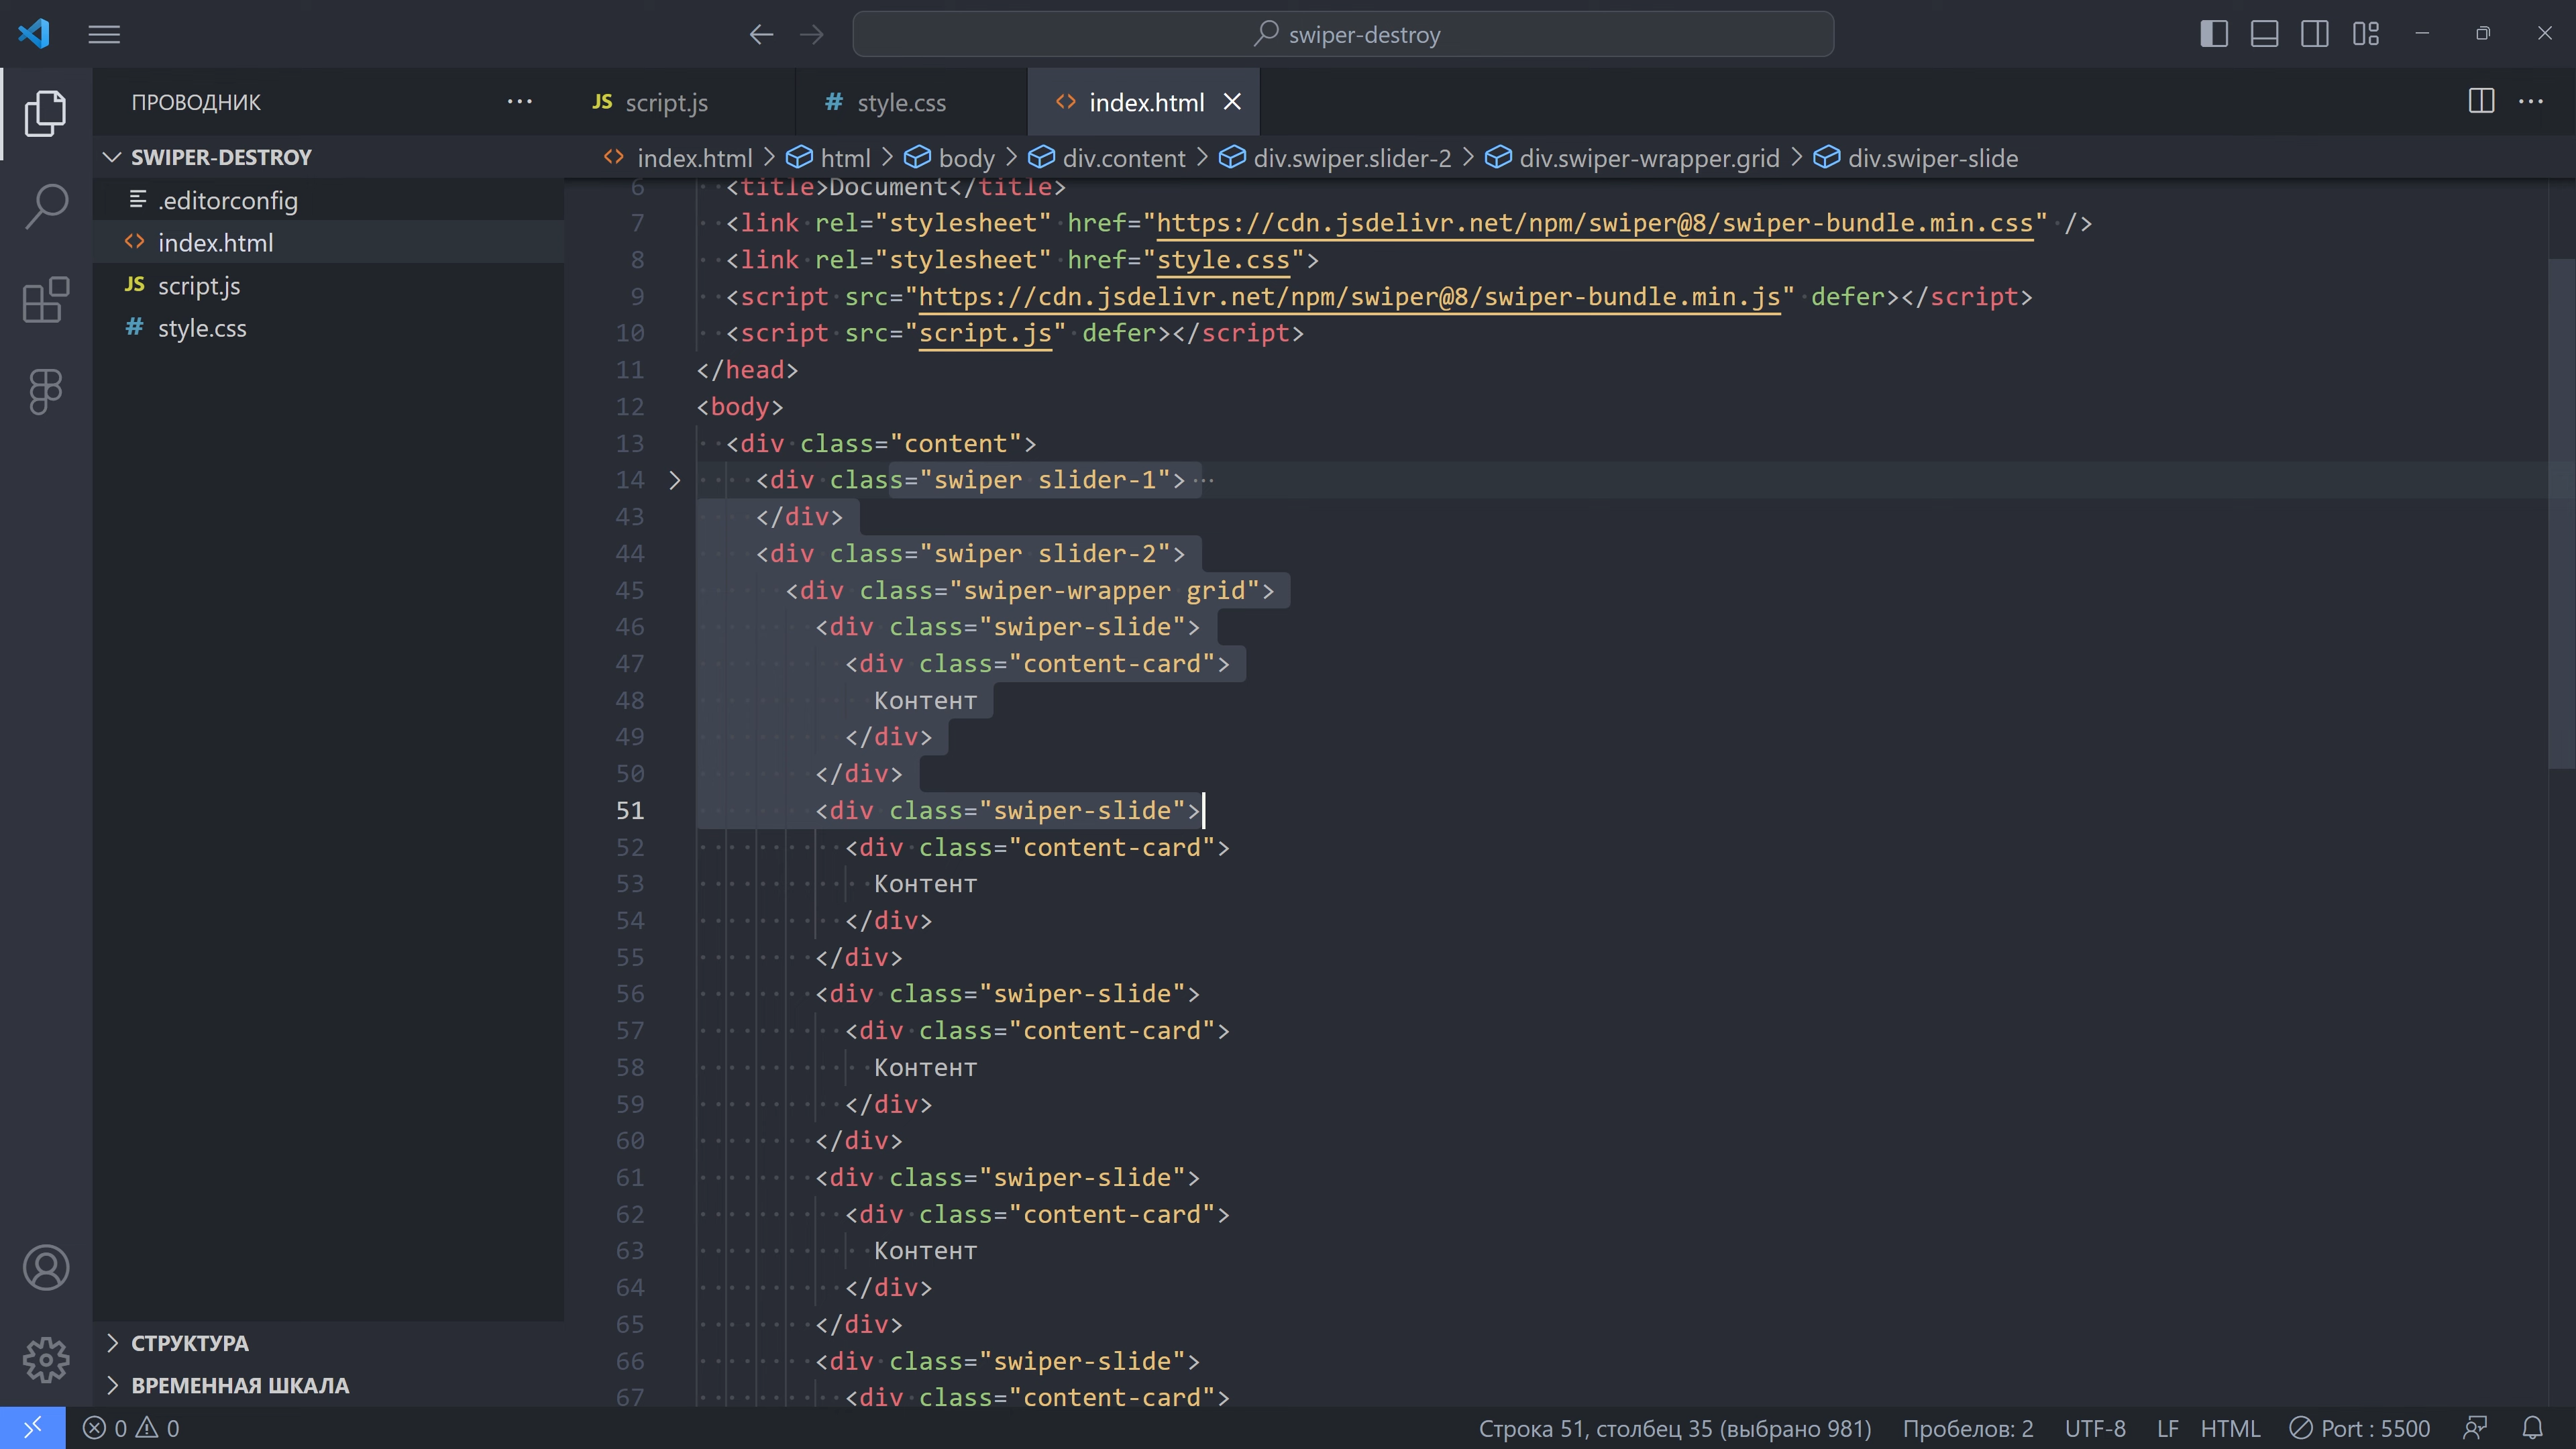 swiper-destroy
ПРОВОДНИК
JS script.js
# style.css
<> index.html
SWIPER-DESTROY
.editorconfig
<> index.html
JS script.js
# style.css
СТРУКТУРА
ВРЕМЕННАЯ ШКАЛА
<> index.html > html > body > div.content > div.swiper.slider-2 > div.swiper-wrapper.grid > div.swiper-slide
6 <title>Document</title>
7 <link rel="stylesheet" href="https://cdn.jsdelivr.net/npm/swiper@8/swiper-bundle.min.css" />
8 <link rel="stylesheet" href="style.css">
9 <script src="https://cdn.jsdelivr.net/npm/swiper@8/swiper-bundle.min.js" defer></script>
10 <script src="script.js" defer></script>
11 </head>
12 <body>
13 <div class="content">
14 <div class="swiper slider-1">
43 </div>
44 <div class="swiper slider-2">
45 <div class="swiper-wrapper grid">
46 <div class="swiper-slide">
47 <div class="content-card">
48 Контент
49 </div>
50 </div>
51 <div class="swiper-slide">
52 <div class="content-card">
53 Контент
54 </div>
55 </div>
56 <div class="swiper-slide">
57 <div class="content-card">
58 Контент
59 </div>
60 </div>
61 <div class="swiper-slide">
62 <div class="content-card">
63 Контент
64 </div>
65 </div>
66 <div class="swiper-slide">
67 <div class="content-card">
0 0
Строка 51, столбец 35 (выбрано 981)
Пробелов: 2
UTF-8
LF
HTML
Port : 5500